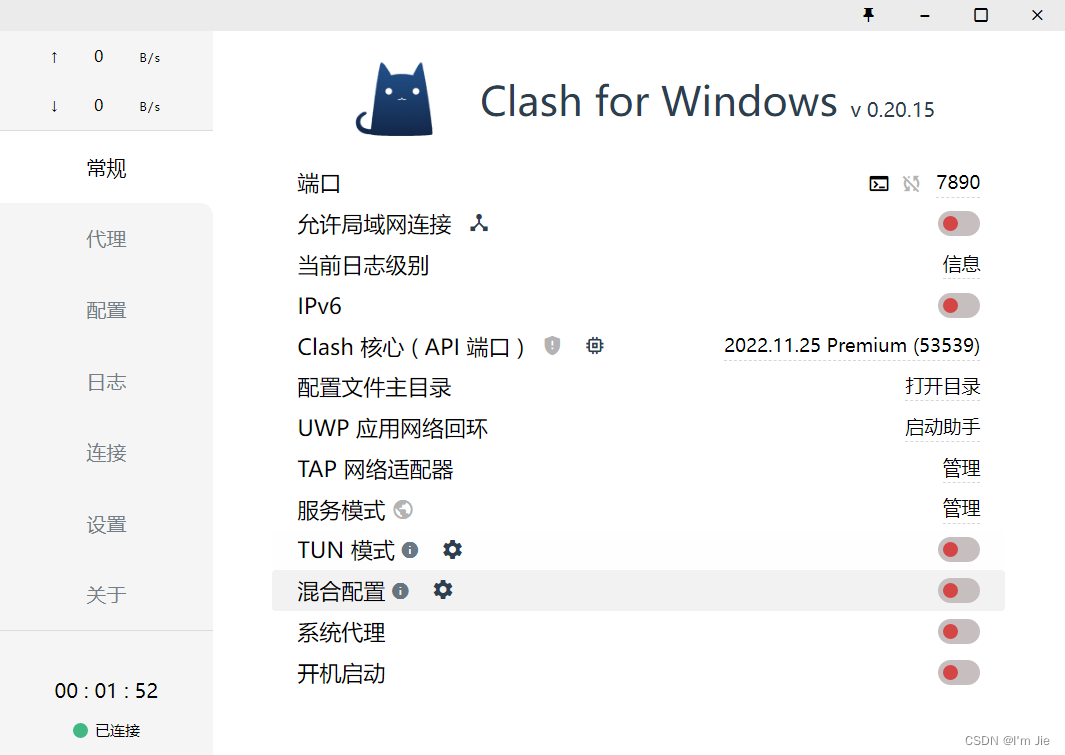 ↑ 0 B/s
↓ 0 B/s
常规
代理
配置
日志
连接
设置
关于
00 : 01 : 52
已连接
Clash for Windows v 0.20.15
端口 7890
允许局域网连接
当前日志级别 信息
IPv6
Clash 核心 ( API 端口 ) 2022.11.25 Premium (53539)
配置文件主目录 打开目录
UWP 应用网络回环 启动助手
TAP 网络适配器 管理
服务模式 管理
TUN 模式
混合配置
系统代理
开机启动
CSDN @I'm Jie